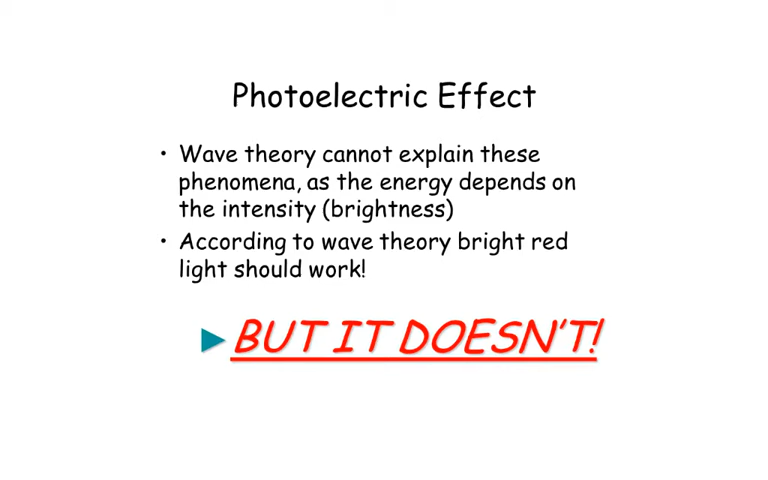 Photoelectric Effect
• Wave theory cannot explain these
phenomena, as the energy depends on
the intensity (brightness)
• According to wave theory bright red
light should work!
►BUT IT DOESN'T!